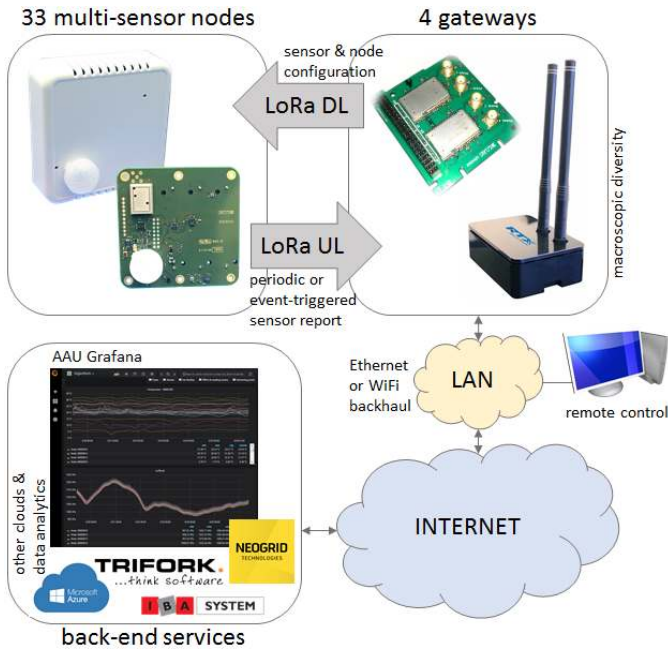 33 multi-sensor nodes
4 gateways
sensor & node
configuration
LoRa DL
LoRa UL
periodic or
event-triggered
sensor report
macroscopic diversity
RTX
AAU Grafana
Ethernet
or WiFi
backhaul
LAN
remote control
INTERNET
other clouds &
data analytics
NEOGRID
TECHNOLOGIES
TRIFORK.
...think software
Microsoft
Azure
IBA SYSTEM
back-end services